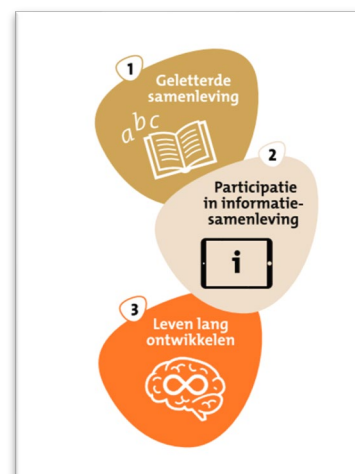 1
Geletterde
samenleving
abc
2
Participatie
in informatie-
samenleving
i
3
Leven lang
ontwikkelen